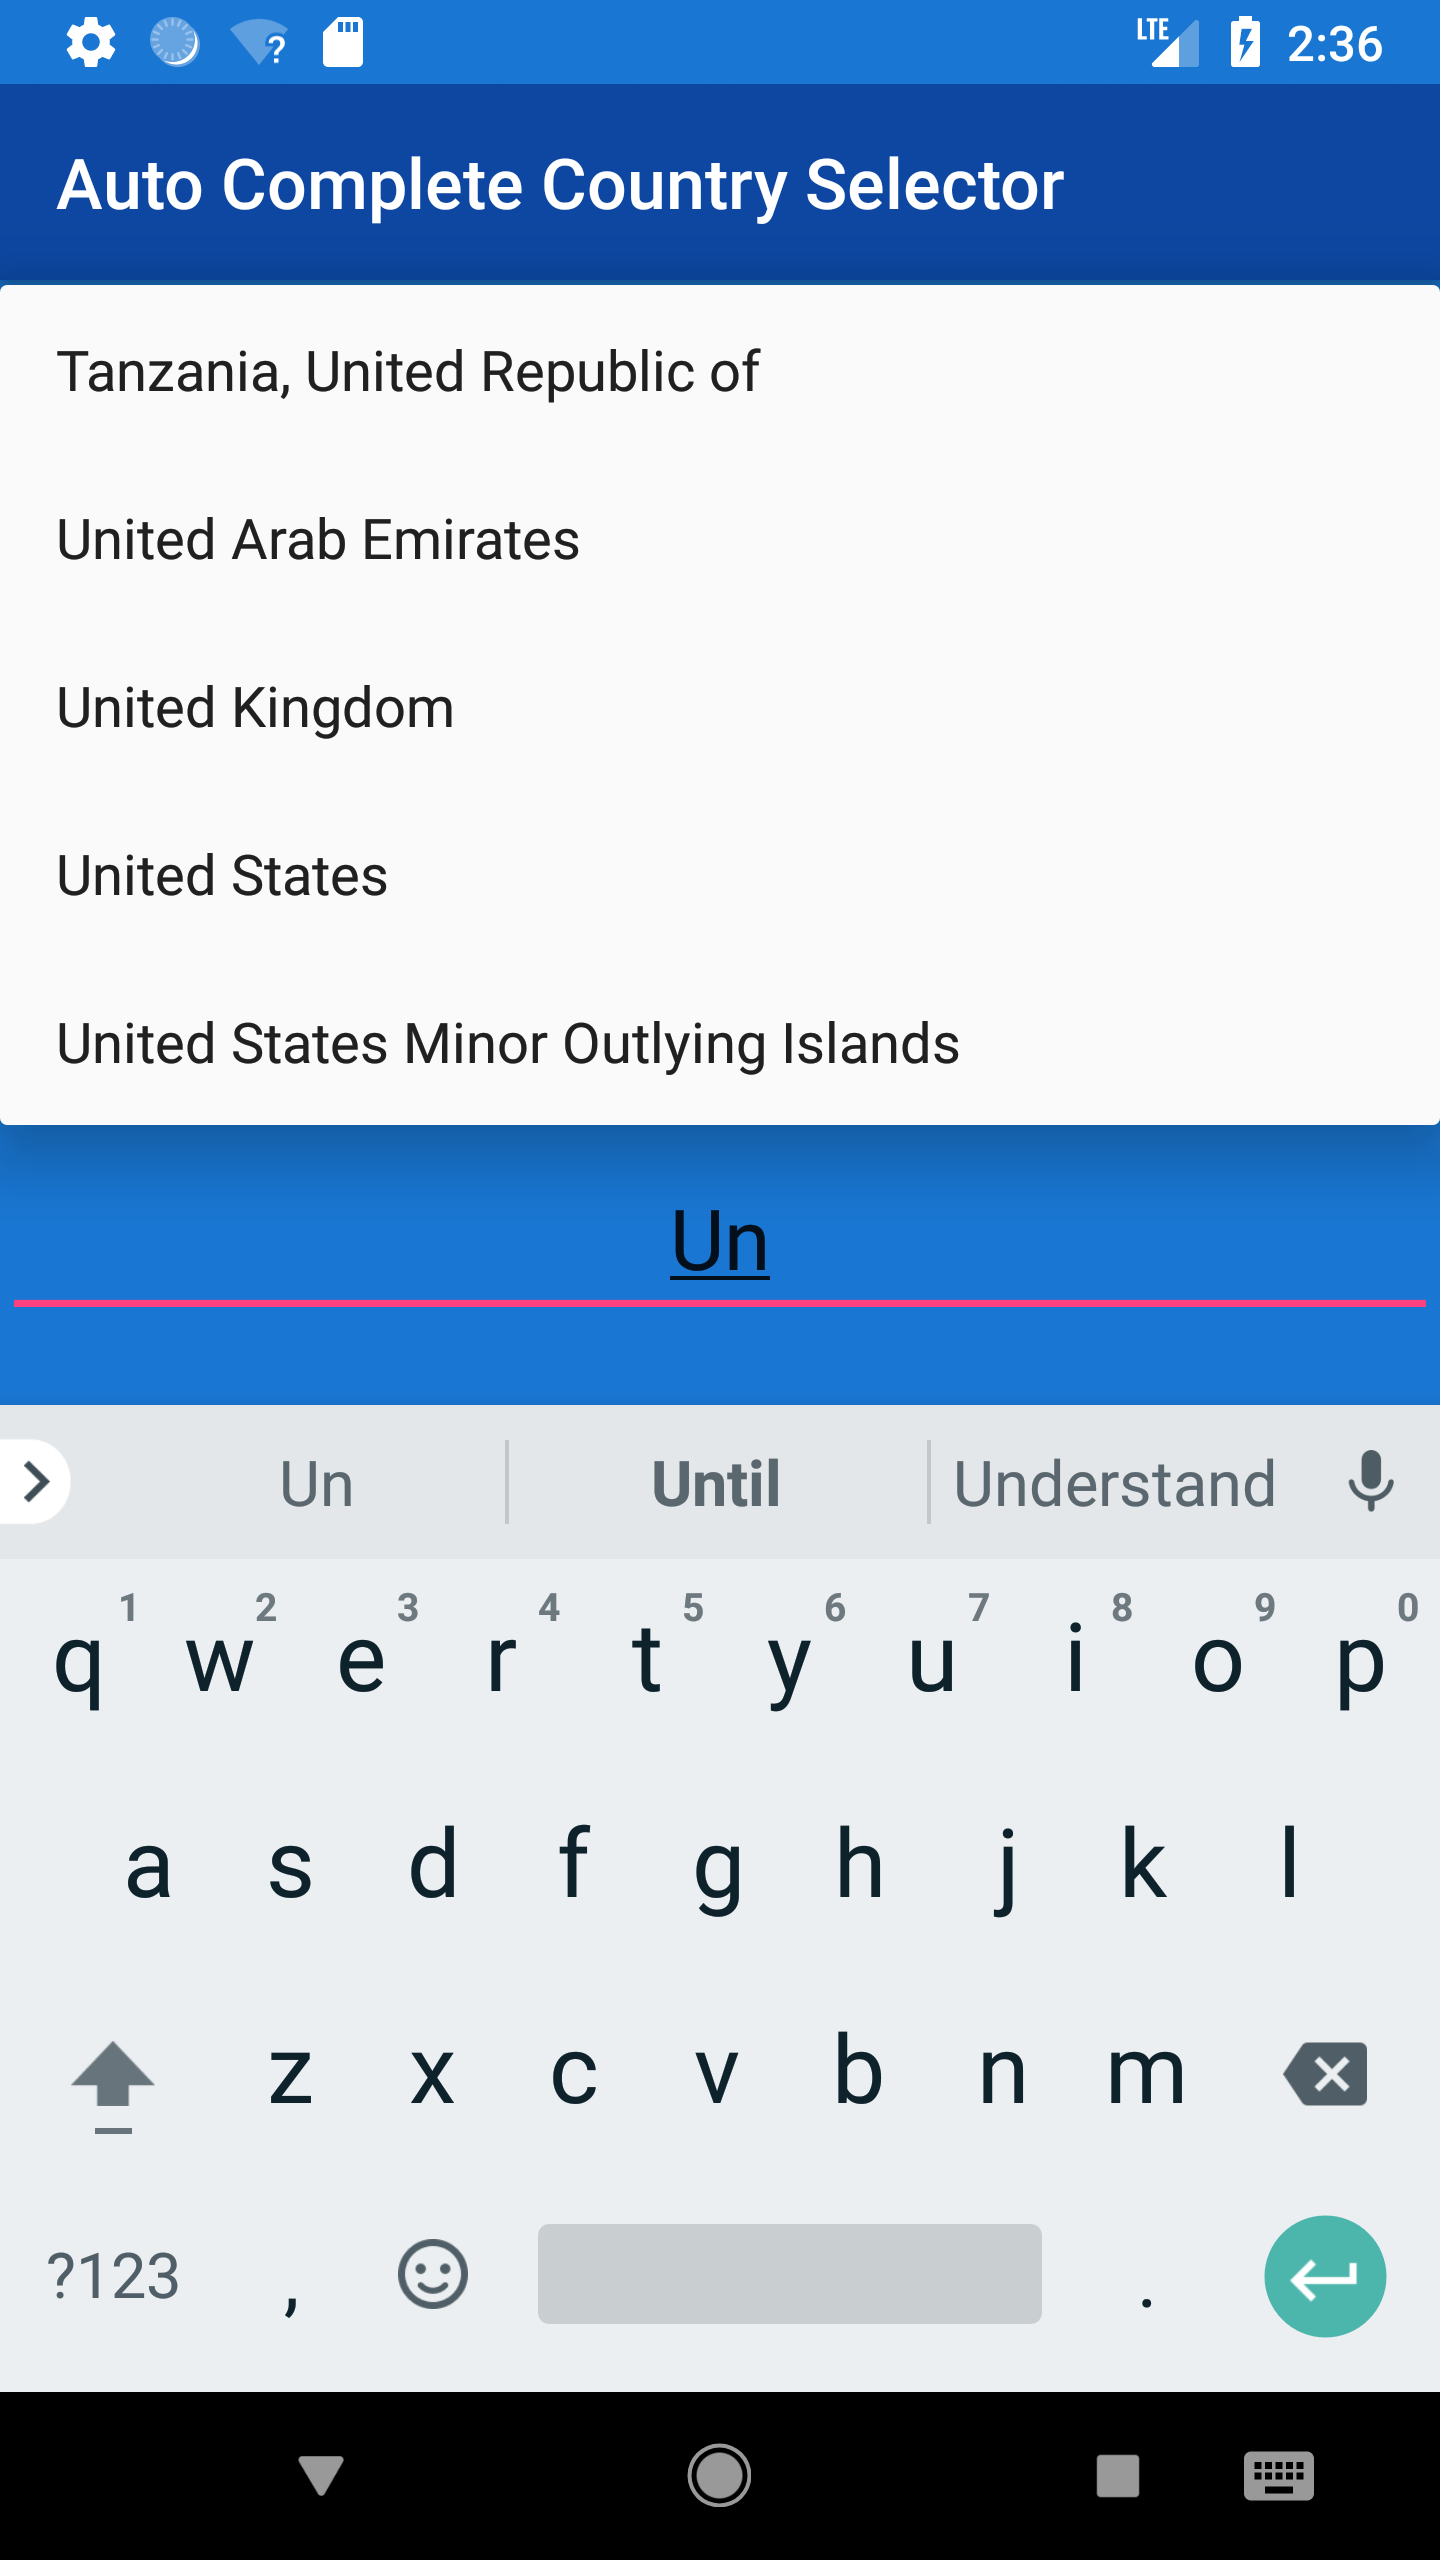 LTE 2:36
Auto Complete Country Selector
Tanzania, United Republic of
United Arab Emirates
United Kingdom
United States
United States Minor Outlying Islands
Un
Un Until Understand
1 2 3 4 5 6 7 8 9 0
q w e r t y u i o p
a s d f g h j k l
z x c v b n m
?123 , .